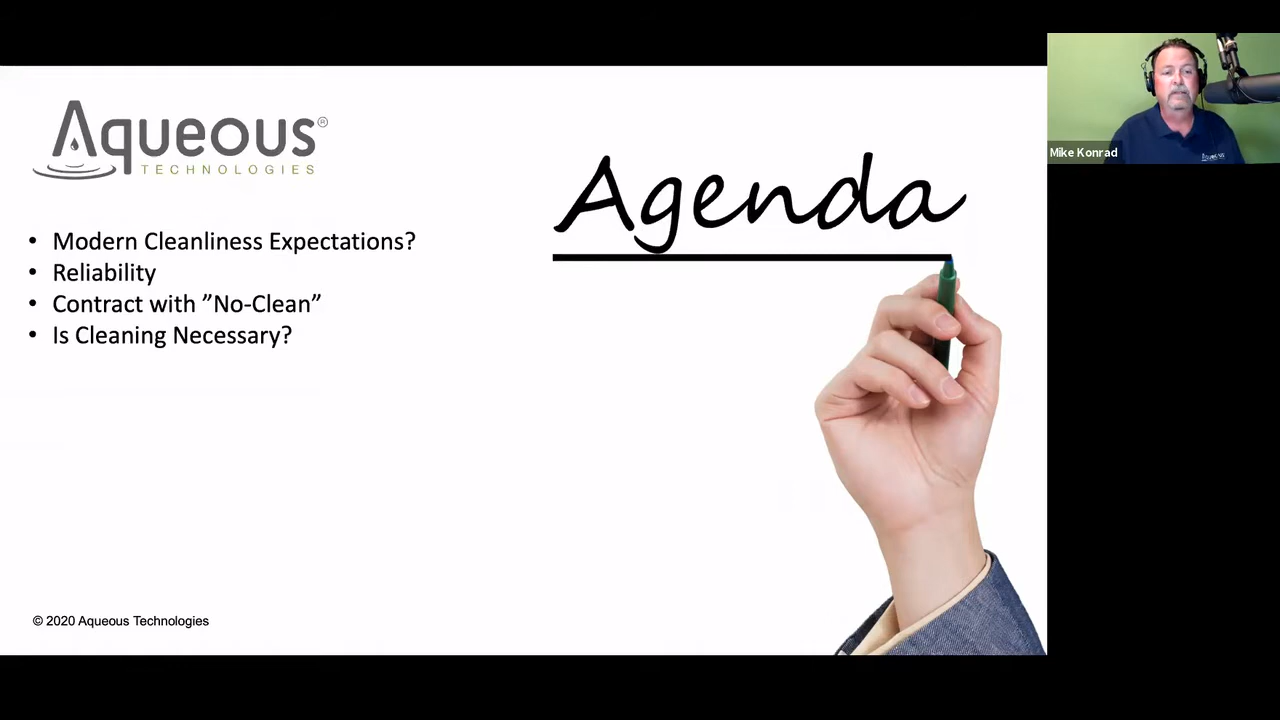 Aqueous®
TECHNOLOGIES
Agenda
• Modern Cleanliness Expectations?
• Reliability
• Contract with ”No-Clean”
• Is Cleaning Necessary?
© 2020 Aqueous Technologies
Mike Konrad
Aqueous